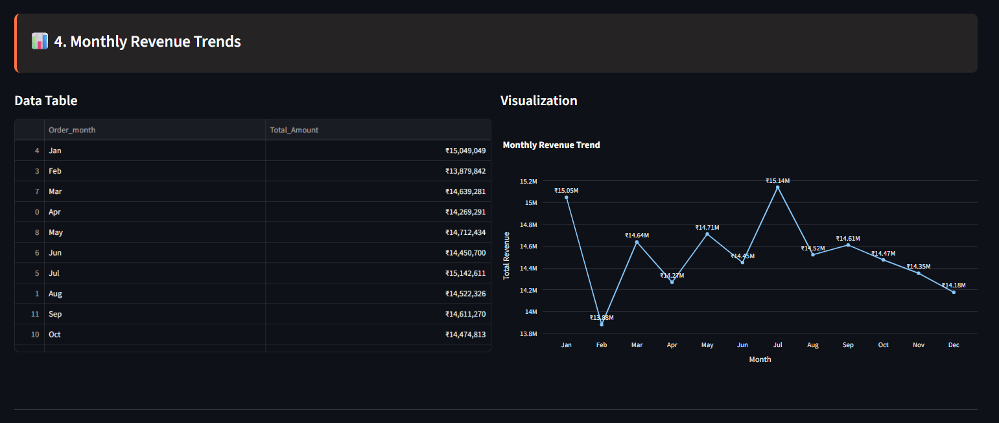 4. Monthly Revenue Trends
Data Table
Order_month Total_Amount
4 Jan ₹15,049,049
3 Feb ₹13,879,842
7 Mar ₹14,639,281
0 Apr ₹14,269,291
8 May ₹14,712,434
6 Jun ₹14,450,700
5 Jul ₹15,142,611
1 Aug ₹14,522,326
11 Sep ₹14,611,270
10 Oct ₹14,474,813
Visualization
Monthly Revenue Trend
Total Revenue
15.2M
15M
14.8M
14.6M
14.4M
14.2M
14M
13.8M
₹15.05M
₹13.88M
₹14.64M
₹14.27M
₹14.71M
₹14.45M
₹15.14M
₹14.52M
₹14.61M
₹14.47M
₹14.35M
₹14.18M
Jan Feb Mar Apr May Jun Jul Aug Sep Oct Nov Dec
Month